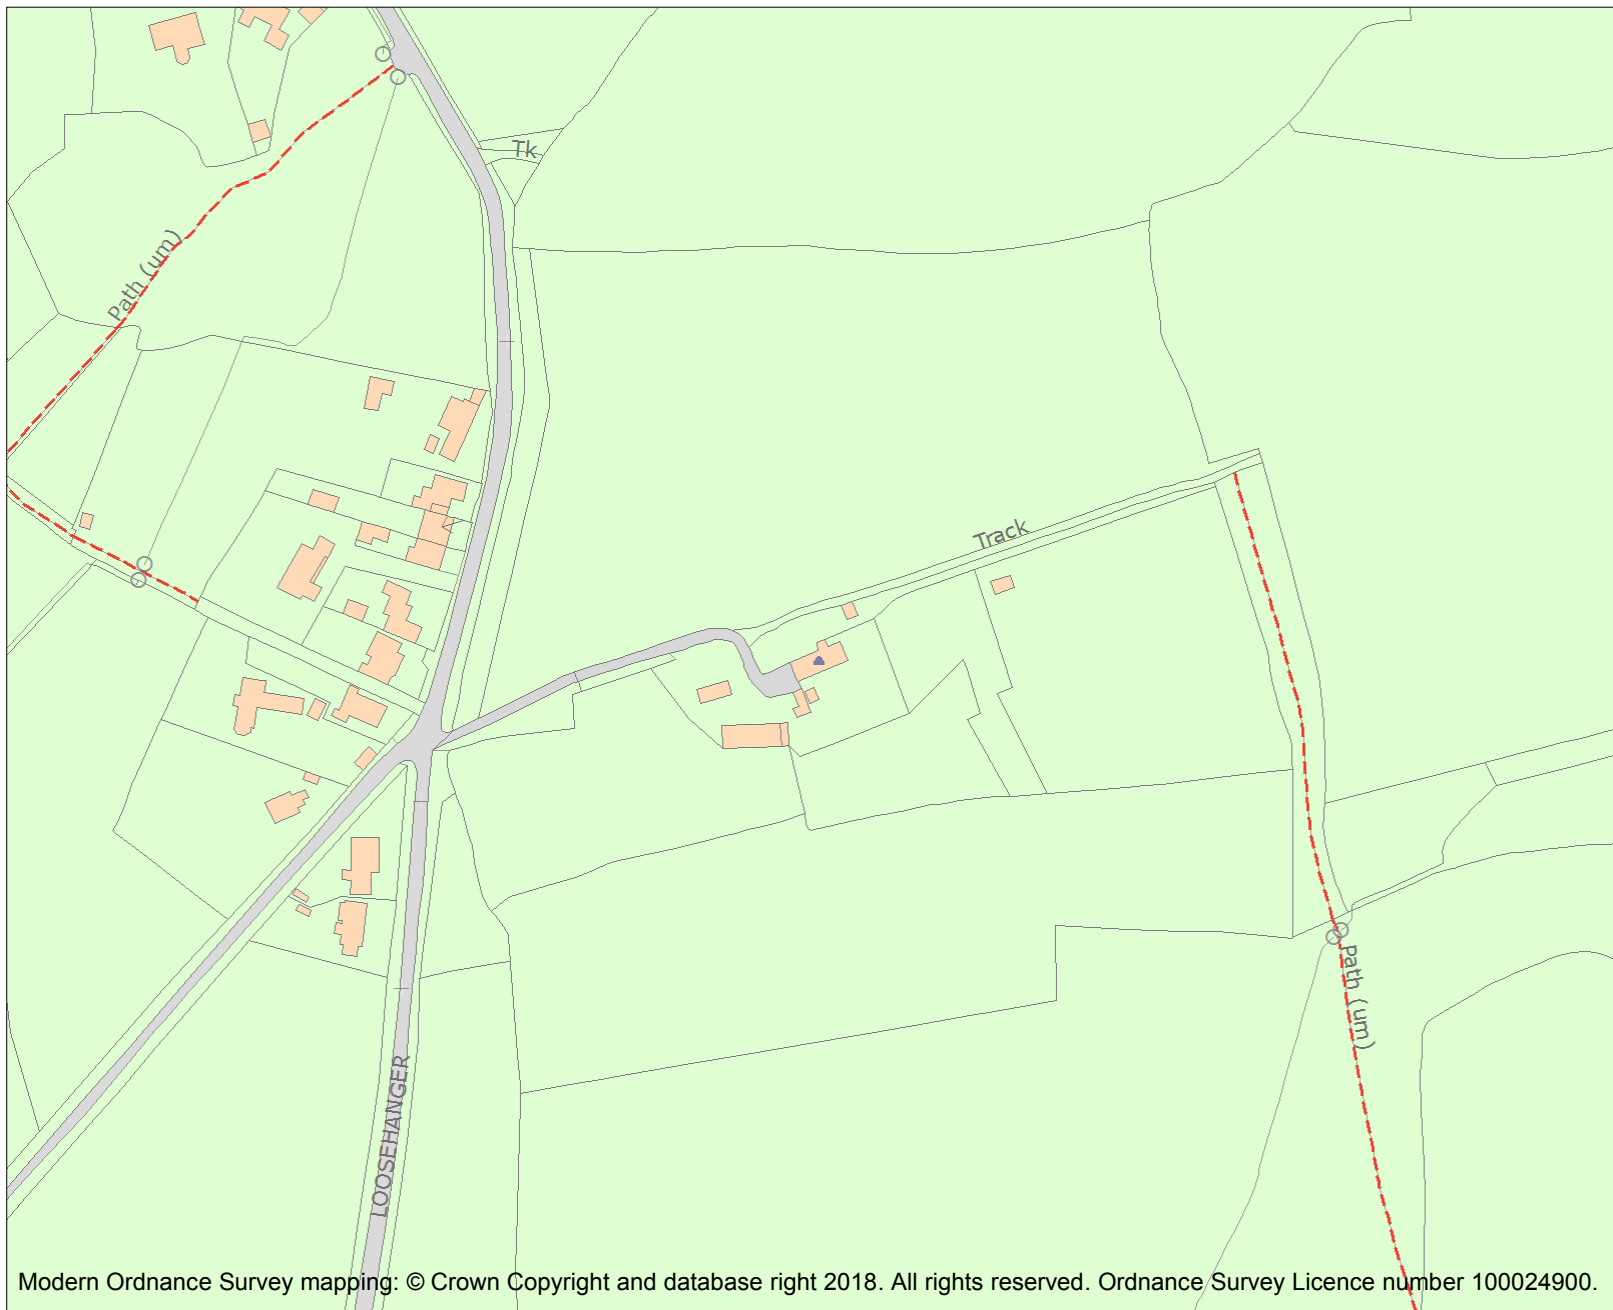 Tk
Path (um)
Track
Path (um)
LOOSEHANGER
Modern Ordnance Survey mapping: © Crown Copyright and database right 2018. All rights reserved. Ordnance Survey Licence number 100024900.